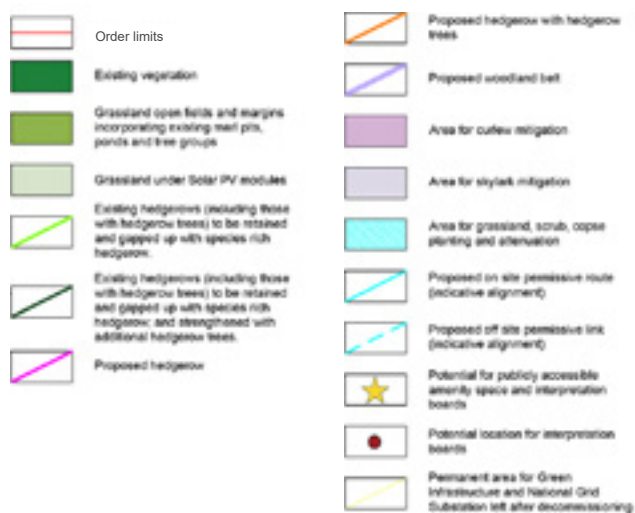 Order limits
Existing vegetation
Grassland open fields and margins
incorporating existing marl pits,
ponds and tree groups
Grassland under Solar PV modules
Existing hedgerows (including those
with hedgerow trees) to be retained
and gapped up with species rich
hedgerow.
Existing hedgerows (including those
with hedgerow trees) to be retained
and gapped up with species rich
hedgerow; and strengthened with
additional hedgerow trees.
Proposed hedgerow
Proposed hedgerow with hedgerow
trees
Proposed woodland belt
Area for curlew mitigation
Area for skylark mitigation
Area for grassland, scrub, copse
planting and attenuation
Proposed on site permissive route
(indicative alignment)
Proposed off site permissive link
(indicative alignment)
Potential for publicly accessible
amenity space and interpretation
boards
Potential location for interpretation
boards
Permanent area for Green
Infrastructure and National Grid
Substation left after decommissioning